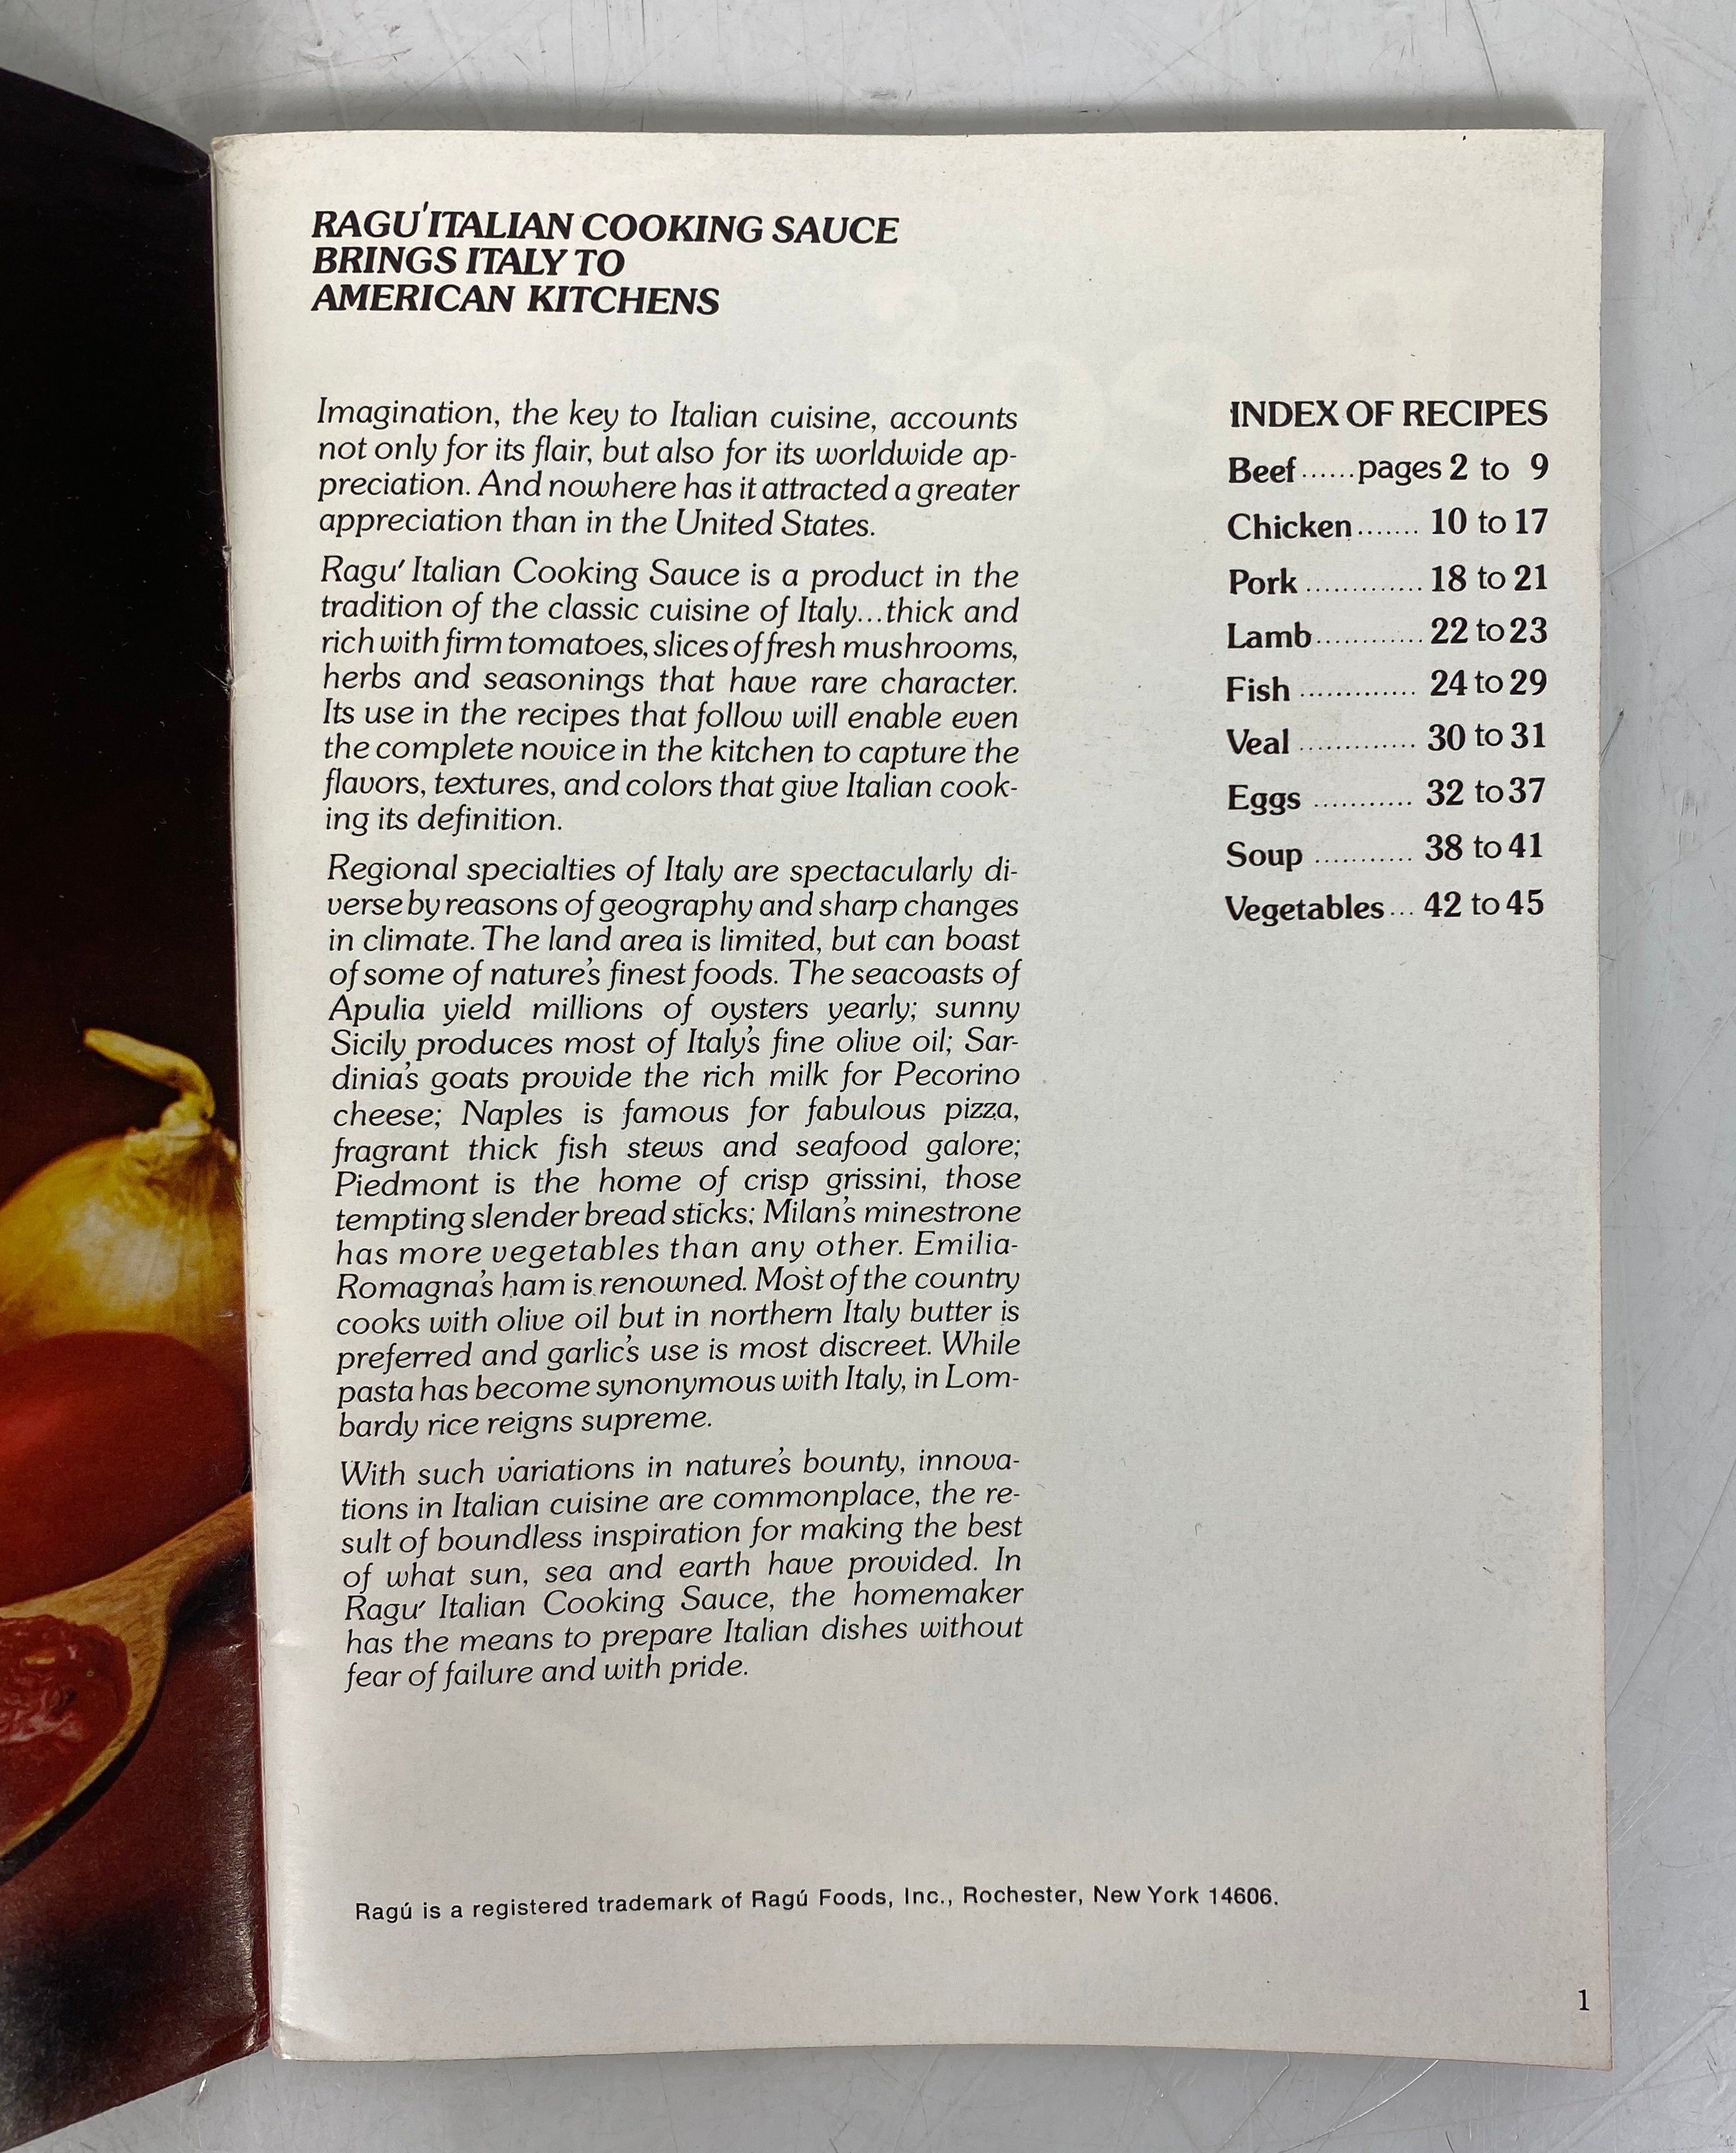 RAGU' ITALIAN COOKING SAUCE
BRINGS ITALY TO
AMERICAN KITCHENS
Imagination, the key to Italian cuisine, accounts
not only for its flair, but also for its worldwide ap-
preciation. And nowhere has it attracted a greater
appreciation than in the United States.
Ragu' Italian Cooking Sauce is a product in the
tradition of the classic cuisine of Italy...thick and
rich with firm tomatoes, slices of fresh mushrooms,
herbs and seasonings that have rare character.
Its use in the recipes that follow will enable even
the complete novice in the kitchen to capture the
flavors, textures, and colors that give Italian cook-
ing its definition.
Regional specialties of Italy are spectacularly di-
verse by reasons of geography and sharp changes
in climate. The land area is limited, but can boast
of some of nature's finest foods. The seacoasts of
Apulia yield millions of oysters yearly; sunny
Sicily produces most of Italy's fine olive oil; Sar-
dinia's goats provide the rich milk for Pecorino
cheese; Naples is famous for fabulous pizza,
fragrant thick fish stews and seafood galore;
Piedmont is the home of crisp grissini, those
tempting slender bread sticks; Milan's minestrone
has more vegetables than any other. Emilia-
Romagna's ham is renowned. Most of the country
cooks with olive oil but in northern Italy butter is
preferred and garlic's use is most discreet. While
pasta has become synonymous with Italy, in Lom-
bardy rice reigns supreme.
With such variations in nature's bounty, innova-
tions in Italian cuisine are commonplace, the re-
sult of boundless inspiration for making the best
of what sun, sea and earth have provided. In
Ragu' Italian Cooking Sauce, the homemaker
has the means to prepare Italian dishes without
fear of failure and with pride.
INDEX OF RECIPES
Beef......pages 2 to 9
Chicken....... 10 to 17
Pork ............. 18 to 21
Lamb............ 22 to 23
Fish ............. 24 to 29
Veal ............. 30 to 31
Eggs ........... 32 to 37
Soup ........... 38 to 41
Vegetables... 42 to 45
Ragú is a registered trademark of Ragú Foods, Inc., Rochester, New York 14606.
1